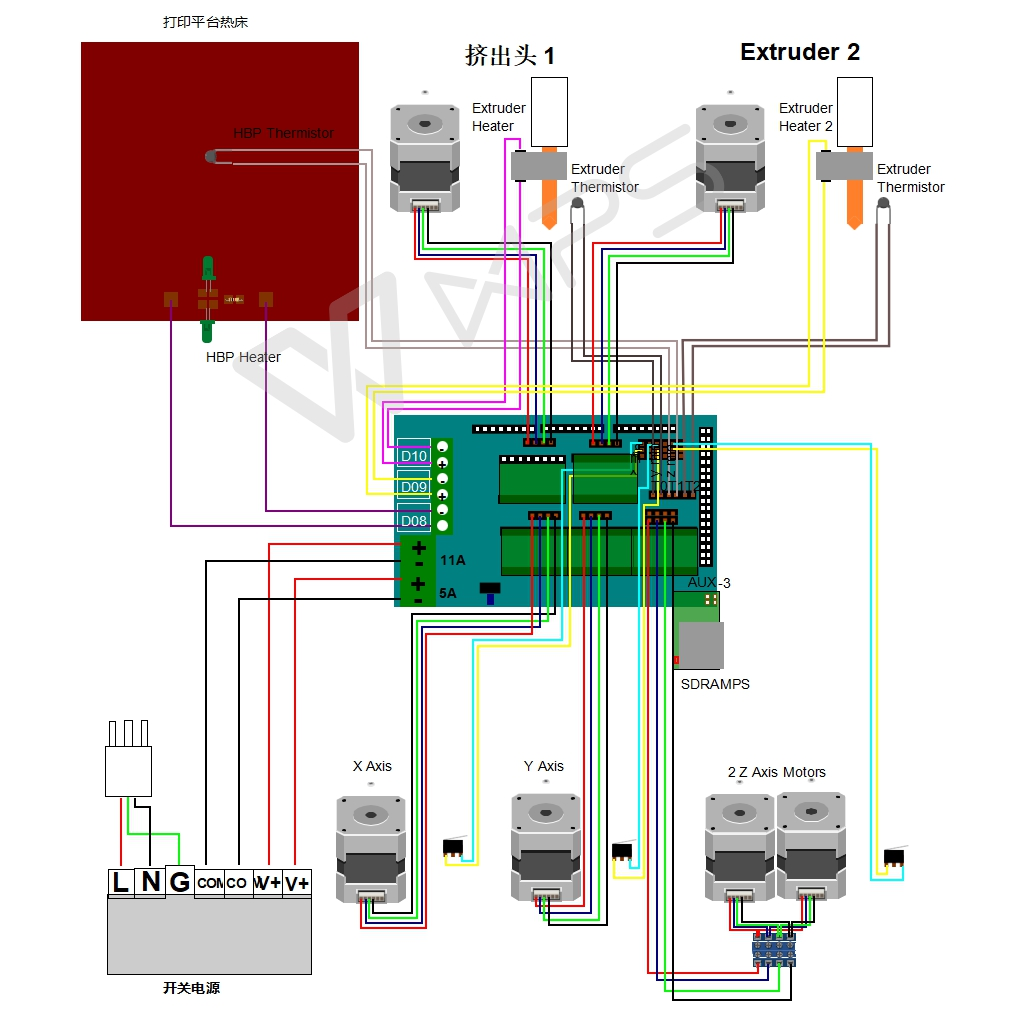 打印平台热床
挤出头 1
Extruder 2
Extruder
Heater
Extruder
Heater 2
HBP Thermistor
Extruder
Thermistor
Extruder
Thermistor
WAPS
HBP Heater
D10
D09
D08
11A
5A
AUX-3
SDRAMPS
X Axis
Y Axis
2 Z Axis Motors
L N G COM CO V+ V+
开关电源